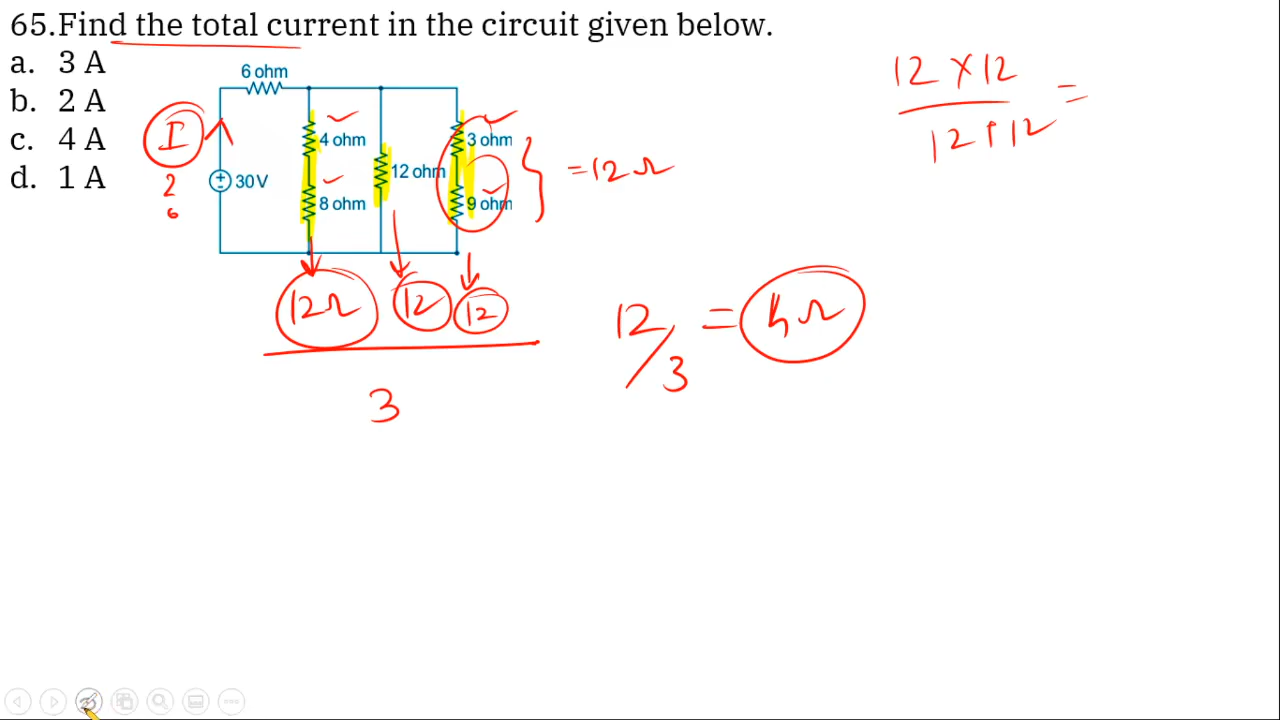 65.Find the total current in the circuit given below.
a. 3 A
b. 2 A
c. 4 A
d. 1 A
6 ohm
4 ohm
8 ohm
12 ohm
3 ohm
9 ohm
30 V
I
2
6
= 12 Ω
12 × 12
12 + 12
=
12Ω 12 12
3
12/3 = 4Ω